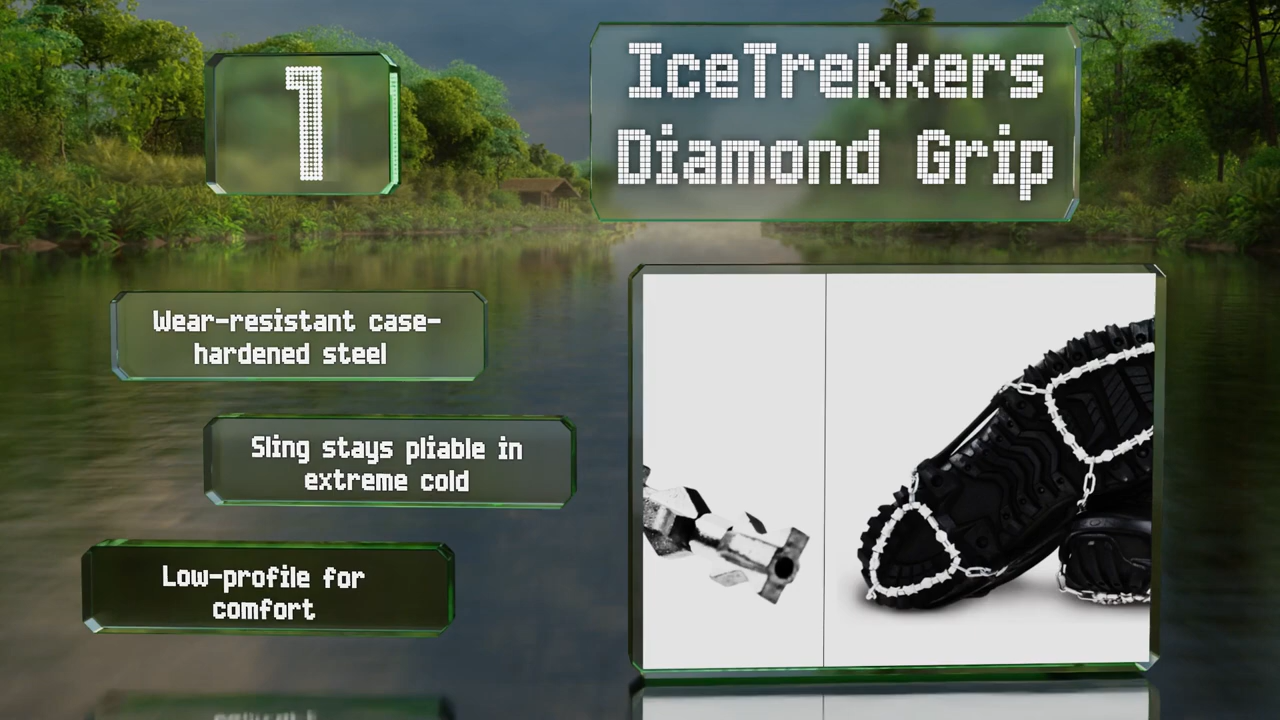 1
IceTrekkers
Diamond Grip
Wear-resistant case-
hardened steel
Sling stays pliable in
extreme cold
Low-profile for
comfort